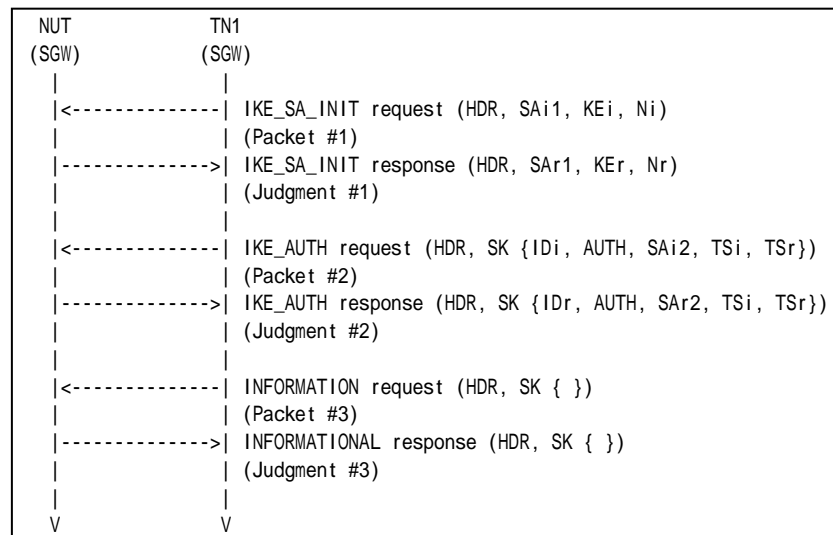 NUT TN1
(SGW) (SGW)
| |
|<--------------| IKE_SA_INIT request (HDR, SAi1, KEi, Ni)
| | (Packet #1)
|-------------->| IKE_SA_INIT response (HDR, SAr1, KEr, Nr)
| | (Judgment #1)
| |
|<--------------| IKE_AUTH request (HDR, SK {IDi, AUTH, SAi2, TSi, TSr})
| | (Packet #2)
|-------------->| IKE_AUTH response (HDR, SK {IDr, AUTH, SAr2, TSi, TSr})
| | (Judgment #2)
| |
|<--------------| INFORMATION request (HDR, SK { })
| | (Packet #3)
|-------------->| INFORMATIONAL response (HDR, SK { })
| | (Judgment #3)
| |
V V